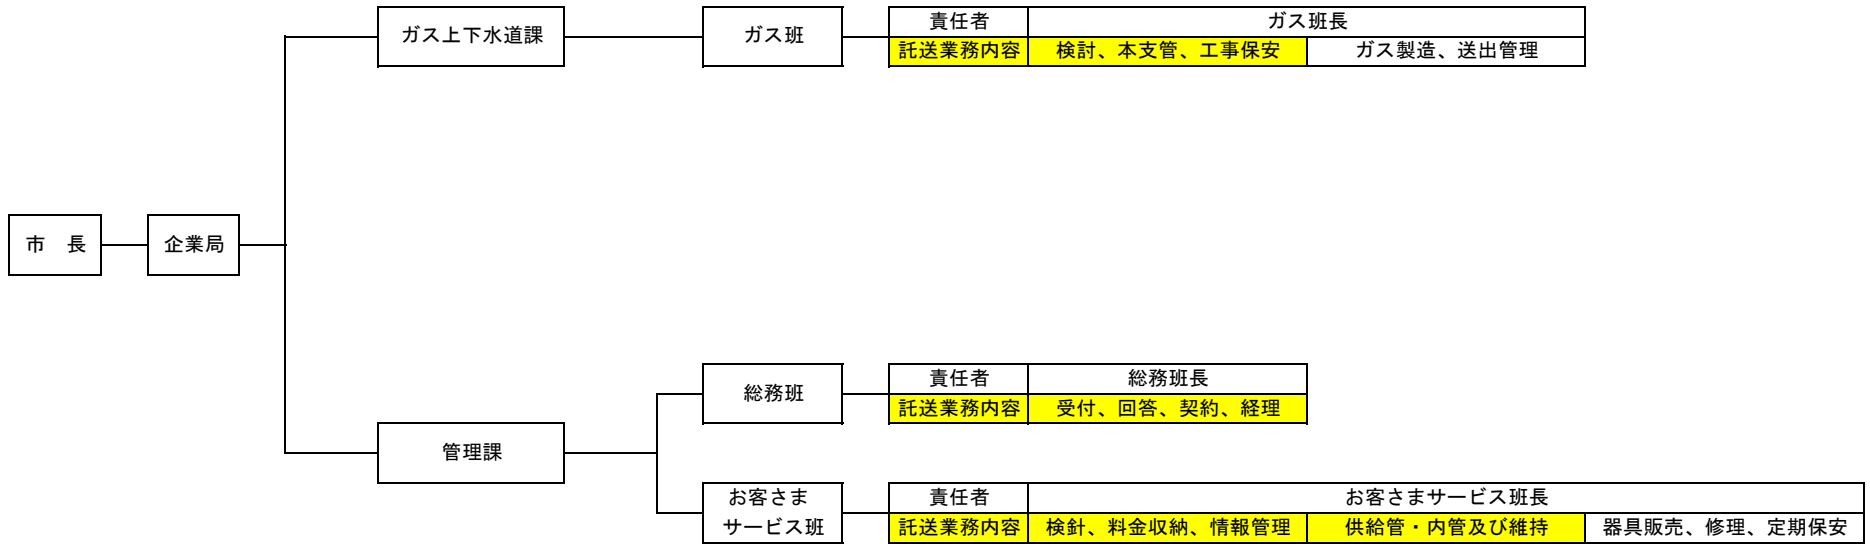 ガス上下水道課
ガス班
責任者 ガス班長
託送業務内容 検討、本支管、工事保安 ガス製造、送出管理
市　長
企業局
総務班
責任者 総務班長
託送業務内容 受付、回答、契約、経理
管理課
お客さま
サービス班
責任者 お客さまサービス班長
託送業務内容 検針、料金収納、情報管理 供給管・内管及び維持 器具販売、修理、定期保安